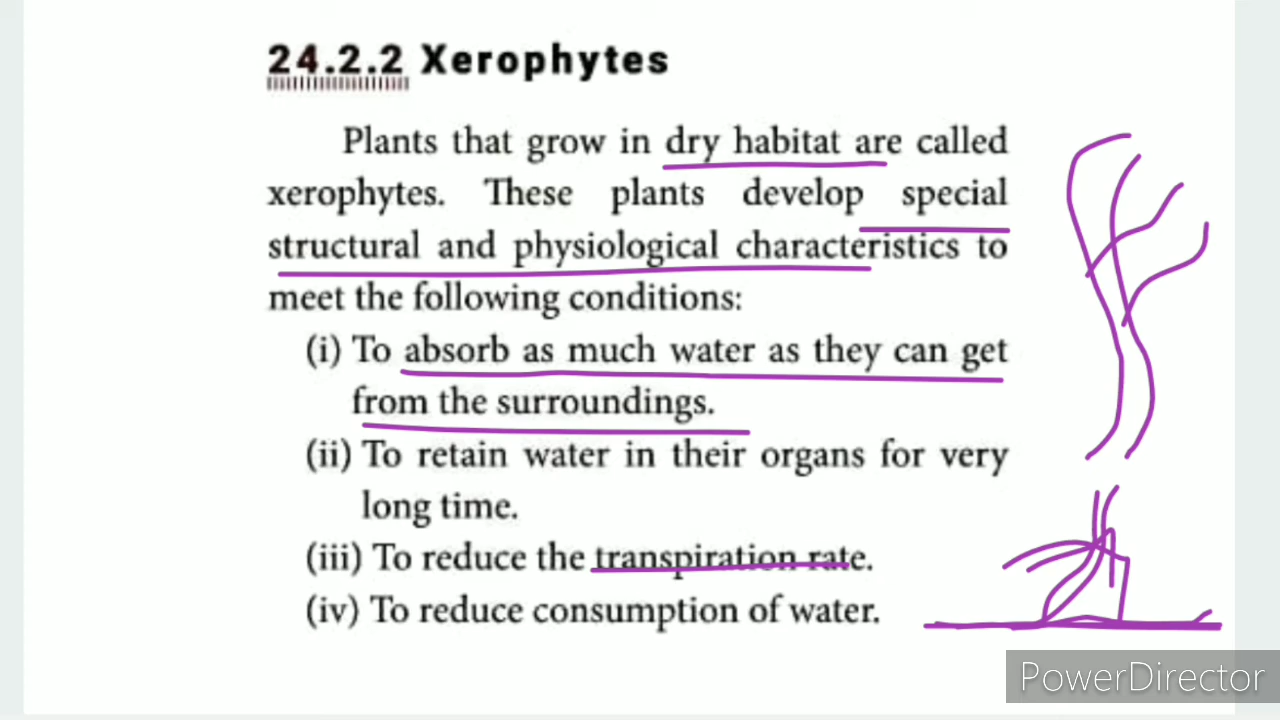 24.2.2 Xerophytes
Plants that grow in dry habitat are called
xerophytes. These plants develop special
structural and physiological characteristics to
meet the following conditions:
(i) To absorb as much water as they can get
from the surroundings.
(ii) To retain water in their organs for very
long time.
(iii) To reduce the transpiration rate.
(iv) To reduce consumption of water.
PowerDirector